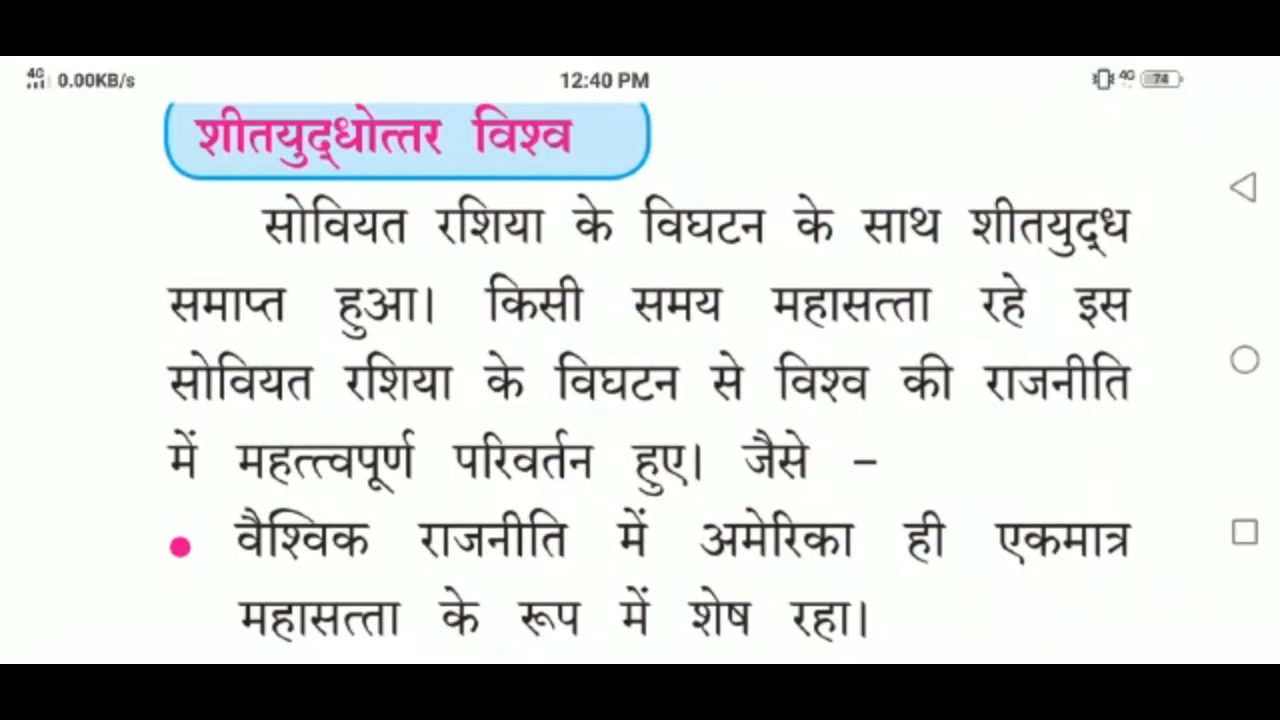 4G 0.00KB/s 12:40 PM 4G 74
शीतयुद्धोत्तर विश्व
सोवियत रशिया के विघटन के साथ शीतयुद्ध
समाप्त हुआ। किसी समय महासत्ता रहे इस
सोवियत रशिया के विघटन से विश्व की राजनीति
में महत्त्वपूर्ण परिवर्तन हुए। जैसे –
• वैश्विक राजनीति में अमेरिका ही एकमात्र
महासत्ता के रूप में शेष रहा।